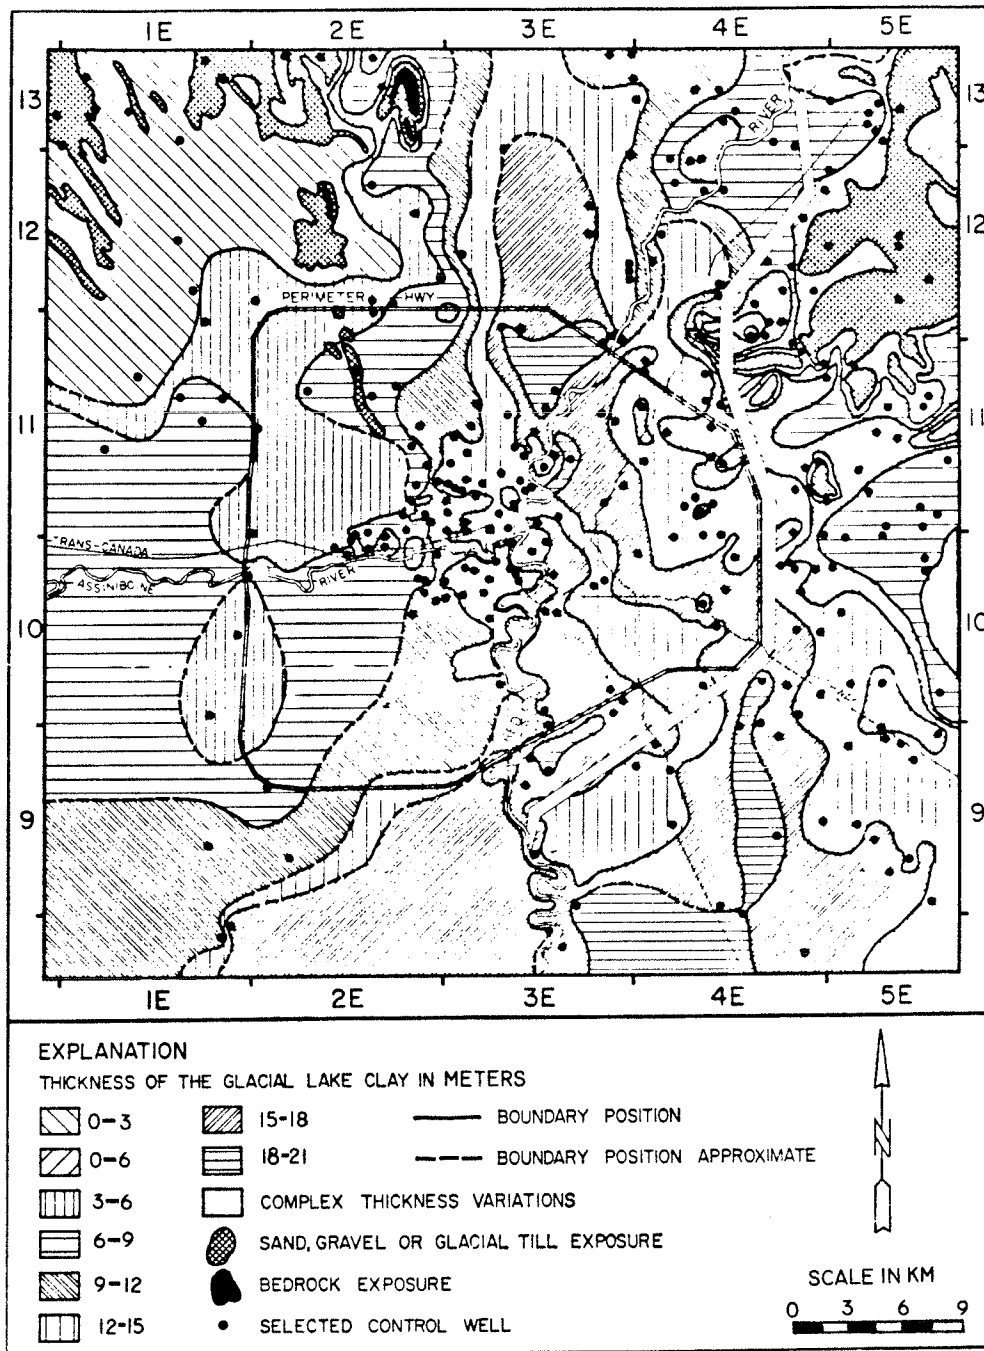 1E 2E 3E 4E 5E
13 13
12 12
11 11
10 10
9 9
RIVER
PERIMETER HWY
TRANS-CANADA
ASSINIBOINE RIVER
1E 2E 3E 4E 5E
EXPLANATION
THICKNESS OF THE GLACIAL LAKE CLAY IN METERS
0-3
0-6
3-6
6-9
9-12
12-15
15-18
18-21
COMPLEX THICKNESS VARIATIONS
SAND, GRAVEL OR GLACIAL TILL EXPOSURE
BEDROCK EXPOSURE
SELECTED CONTROL WELL
BOUNDARY POSITION
BOUNDARY POSITION APPROXIMATE
N
SCALE IN KM
0 3 6 9